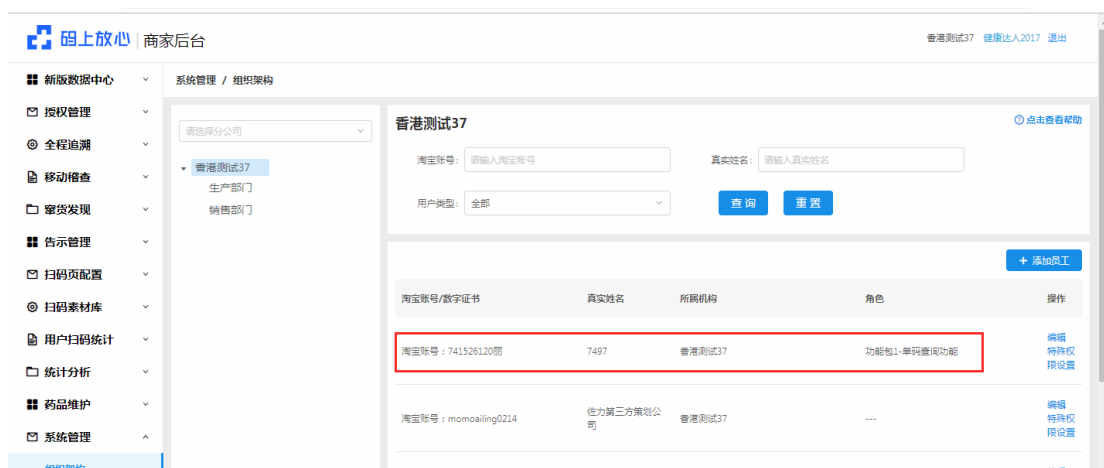 码上放心 | 商家后台
香港测试37 健康达人2017 退出
新版数据中心
授权管理
全程追溯
移动稽查
窜货发现
告示管理
扫码页配置
扫码素材库
用户扫码统计
统计分析
药品维护
系统管理
组织架构
系统管理 / 组织架构
请选择分公司
香港测试37
生产部门
销售部门
香港测试37
点击查看帮助
淘宝账号: 请输入淘宝账号 真实姓名: 请输入真实姓名
用户类型: 全部 查 询 重 置
+ 添加员工
淘宝账号/数字证书 真实姓名 所属机构 角色 操作
淘宝账号：741526120丽 7497 香港测试37 功能包1-单码查询功能
编辑
特殊权
限设置
淘宝账号：momoailing0214
佐力第三方策划公
司
香港测试37 ---
编辑
特殊权
限设置